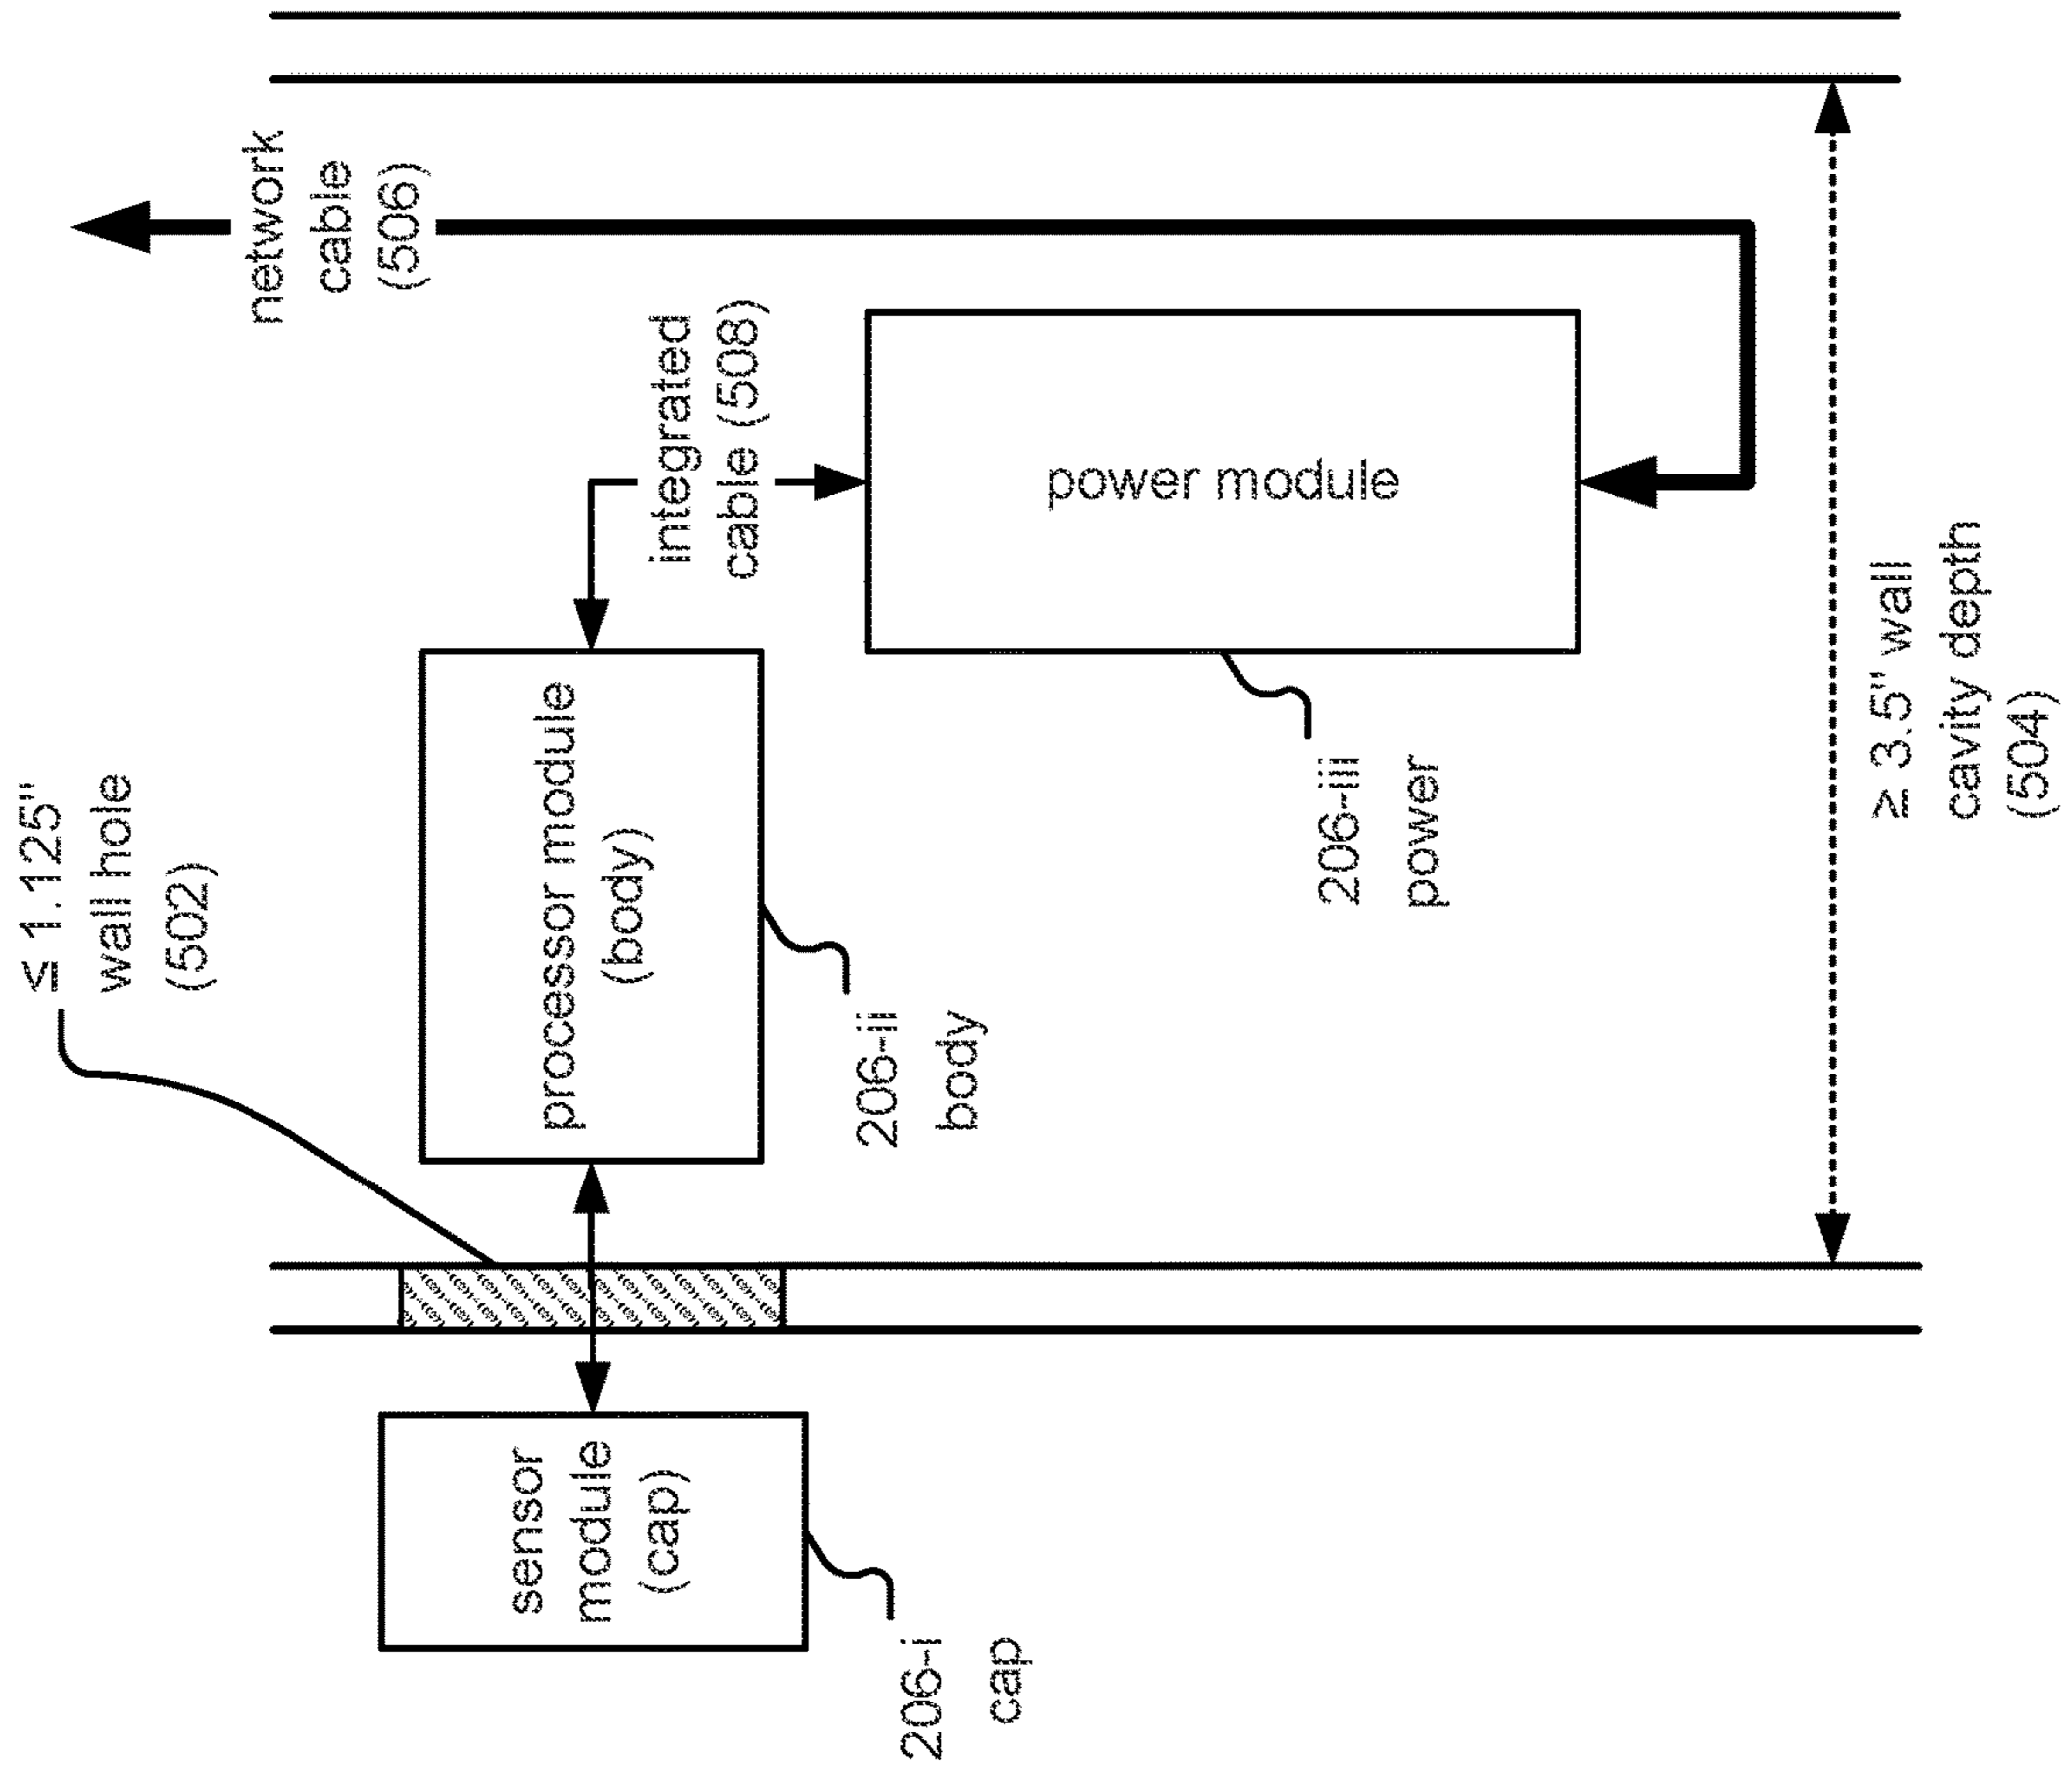 ≤ 1.125"
wall hole
(502)
network
cable
(506)
integrated
cable (508)
processor module
(body)
power module
sensor
module
(cap)
206-i
cap
206-ii
body
206-iii
power
≥ 3.5" wall
cavity depth
(504)